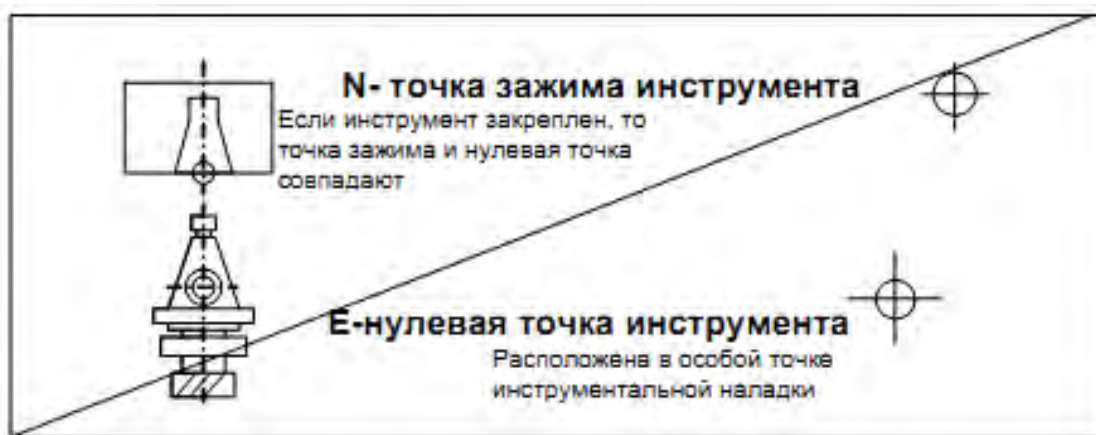 N- точка зажима инструмента
Если инструмент закреплен, то
точка зажима и нулевая точка
совпадают
E-нулевая точка инструмента
Расположена в особой точке
инструментальной наладки